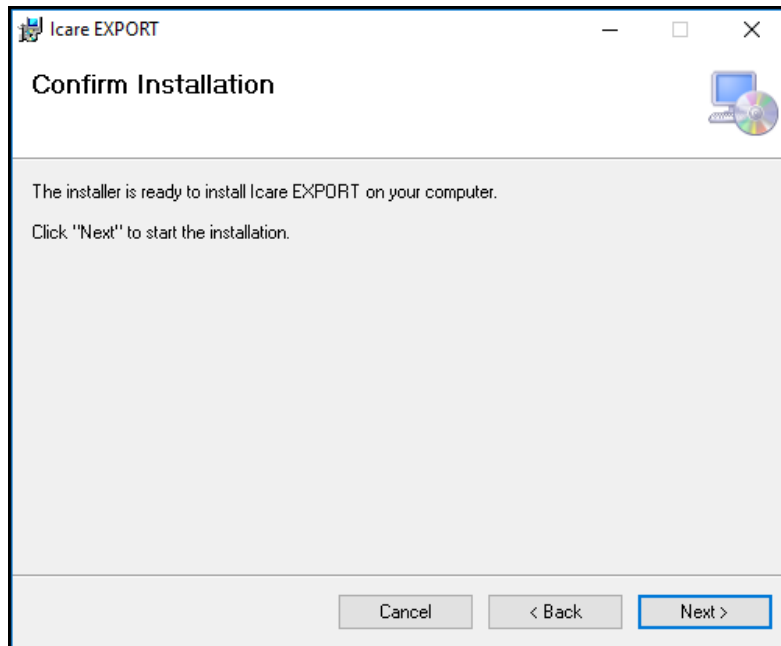 Icare EXPORT
Confirm Installation
The installer is ready to install Icare EXPORT on your computer.
Click "Next" to start the installation.
Cancel
< Back
Next >